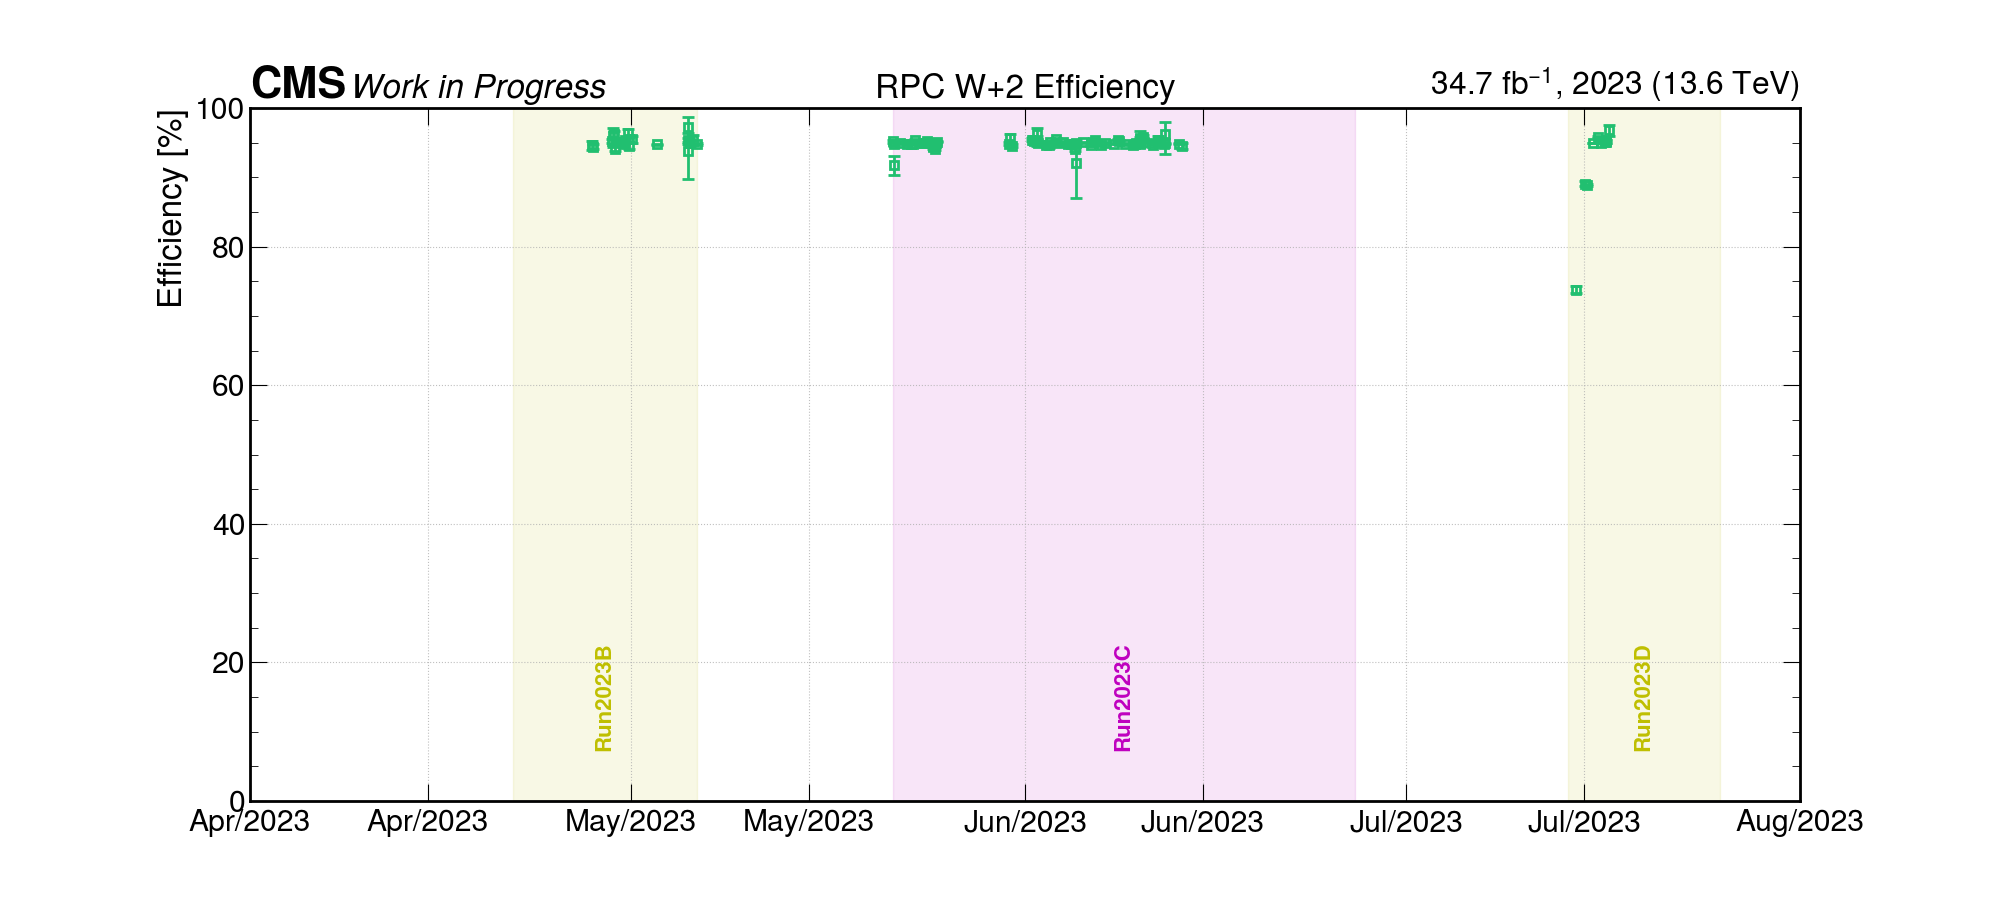 CMS Work in Progress RPC W+2 Efficiency 34.7 fb⁻¹, 2023 (13.6 TeV)
Efficiency [%]
100
80
60
40
20
0
Run2023B
Run2023C
Run2023D
Apr/2023 Apr/2023 May/2023 May/2023 Jun/2023 Jun/2023 Jul/2023 Jul/2023 Aug/2023